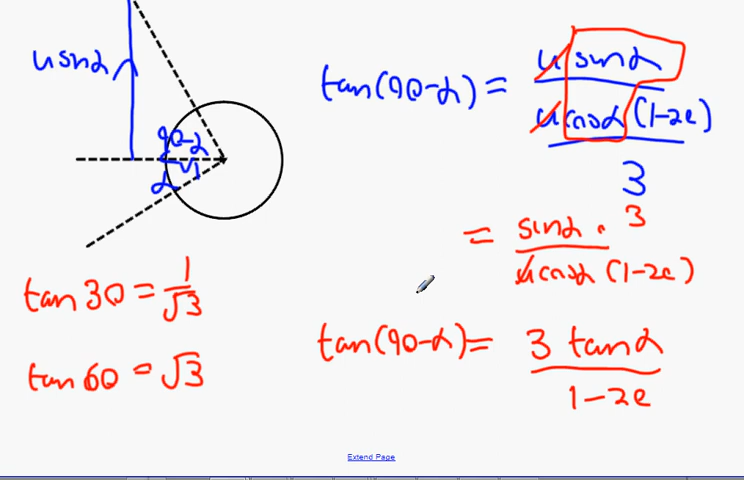 u sin α
90-α
α
tan 30 = 1/√3
tan 60 = √3
tan(90-α) = u sin α / (u cos α (1-2e) / 3)
= sin α · 3 / u cos α (1-2e)
tan(90-α) = 3 tan α / 1-2e
Extend Page